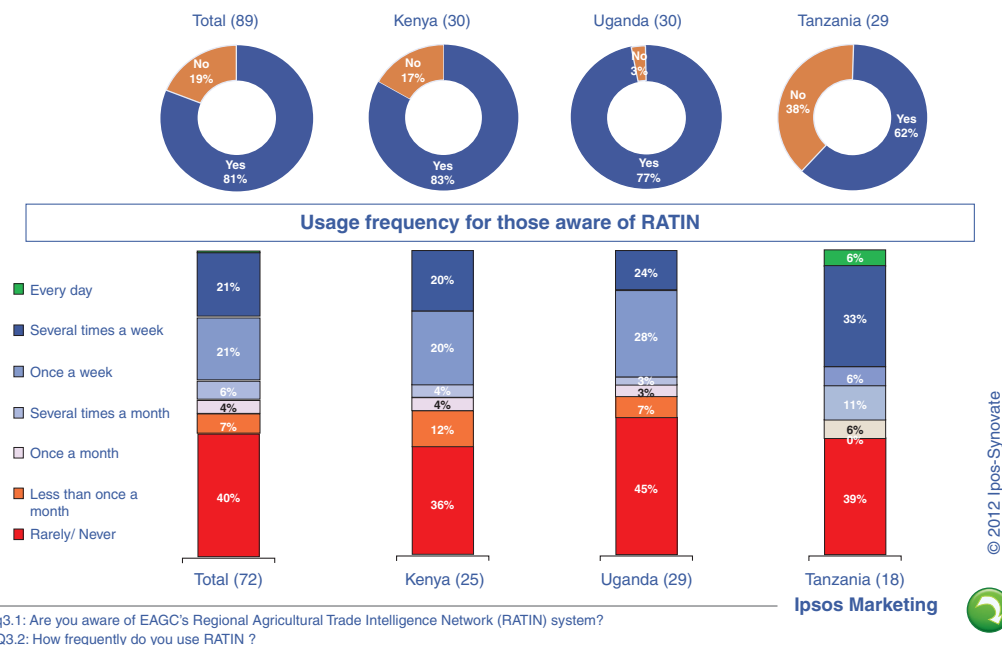 Total (89)
Kenya (30)
Uganda (30)
Tanzania (29
No
19%
Yes
81%
No
17%
Yes
83%
No
3%
Yes
77%
No
38%
Yes
62%
Usage frequency for those aware of RATIN
Every day
Several times a week
Once a week
Several times a month
Once a month
Less than once a
month
Rarely/ Never
21%
21%
6%
4%
7%
40%
Total (72)
20%
20%
4%
4%
12%
36%
Kenya (25)
24%
28%
3%
3%
7%
45%
Uganda (29)
6%
33%
6%
11%
6%
0%
39%
Tanzania (18)
© 2012 Ipos-Synovate
Ipsos Marketing
q3.1: Are you aware of EAGC's Regional Agricultural Trade Intelligence Network (RATIN) system?
Q3.2: How frequently do you use RATIN ?